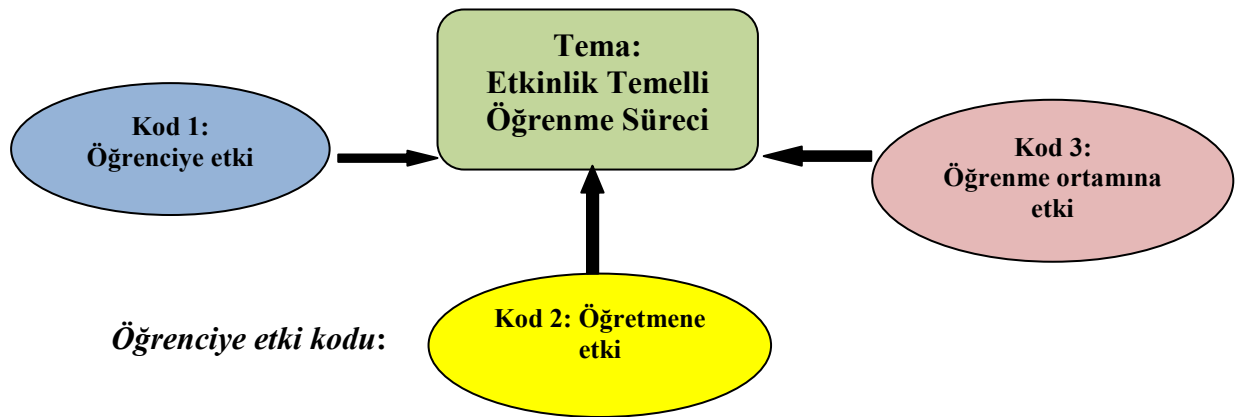 Tema:
Etkinlik Temelli
Öğrenme Süreci
Kod 1:
Öğrenciye etki
Kod 3:
Öğrenme ortamına
etki
Kod 2: Öğretmene
etki
Öğrenciye etki kodu: